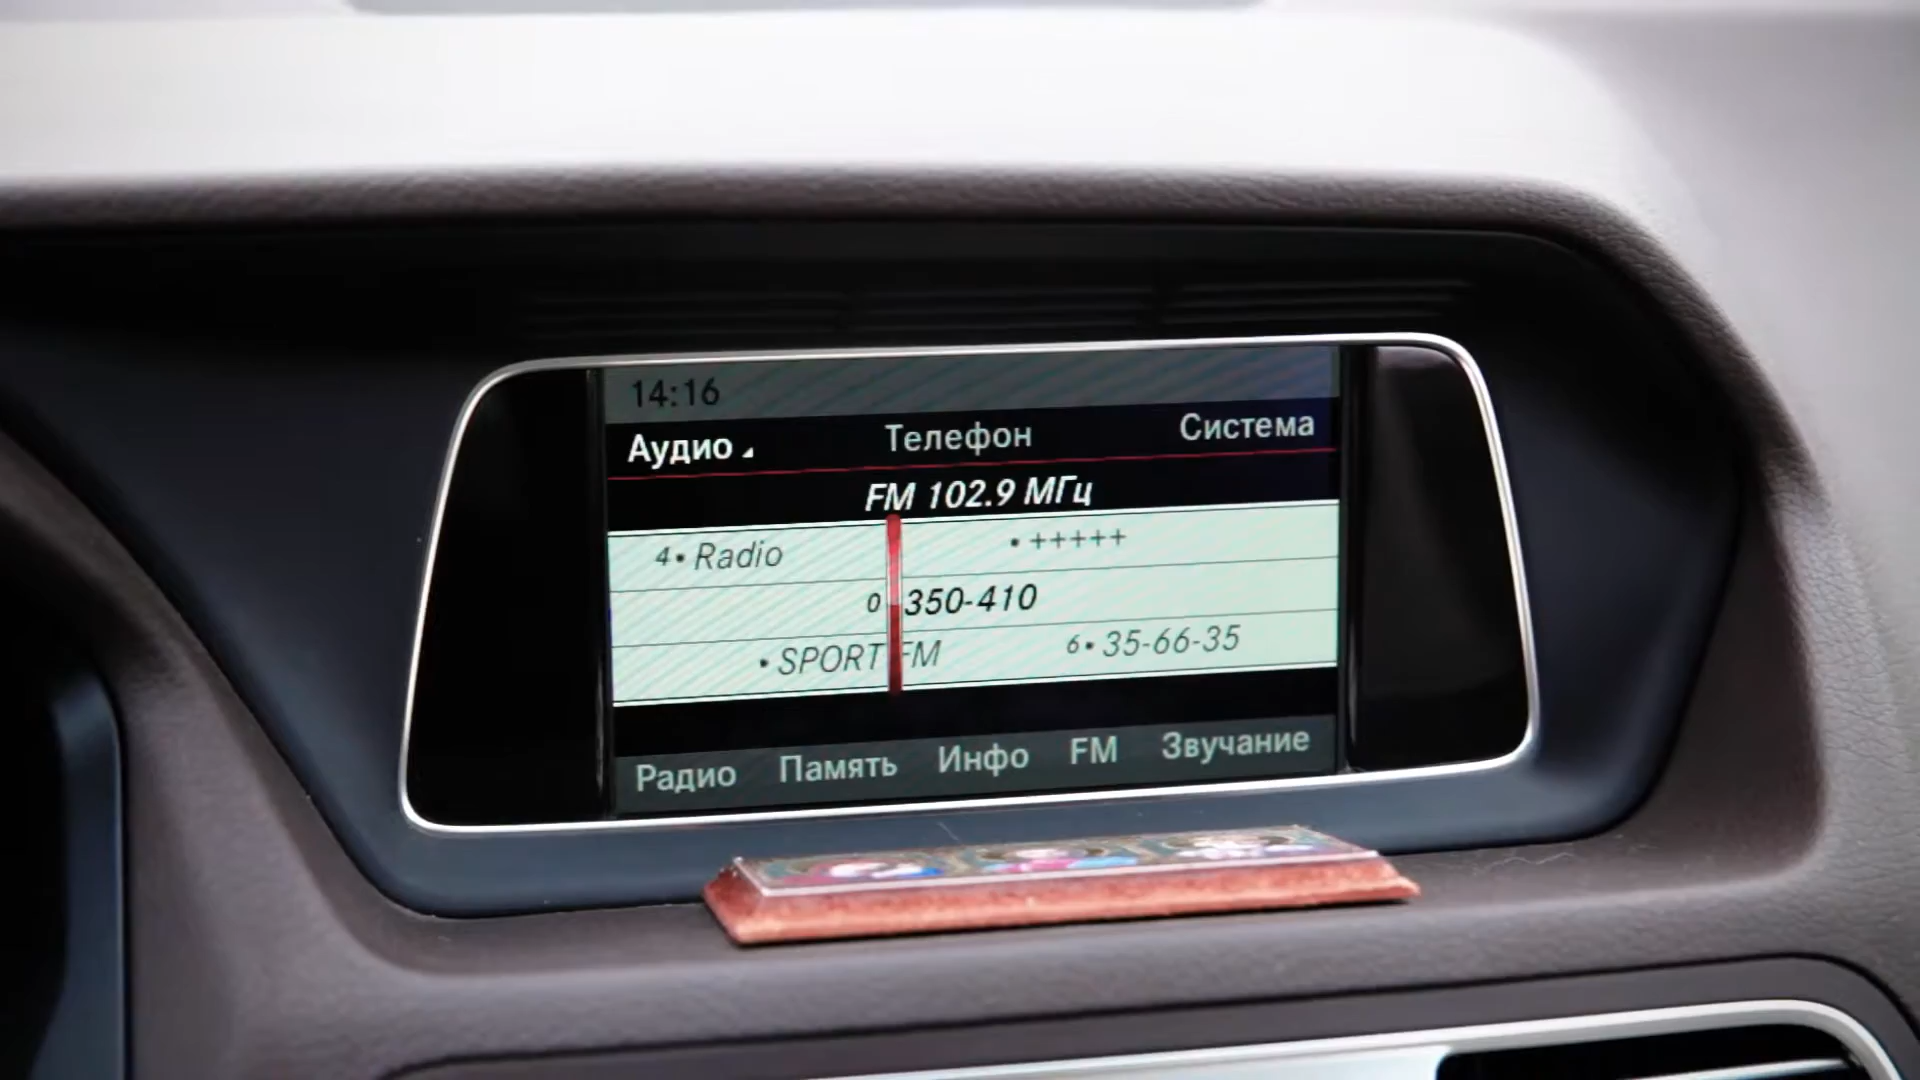 14:16
Аудио Телефон Система
FM 102.9 МГц
4• Radio • +++++
0 350-410
• SPORT FM 6• 35-66-35
Радио Память Инфо FM Звучание